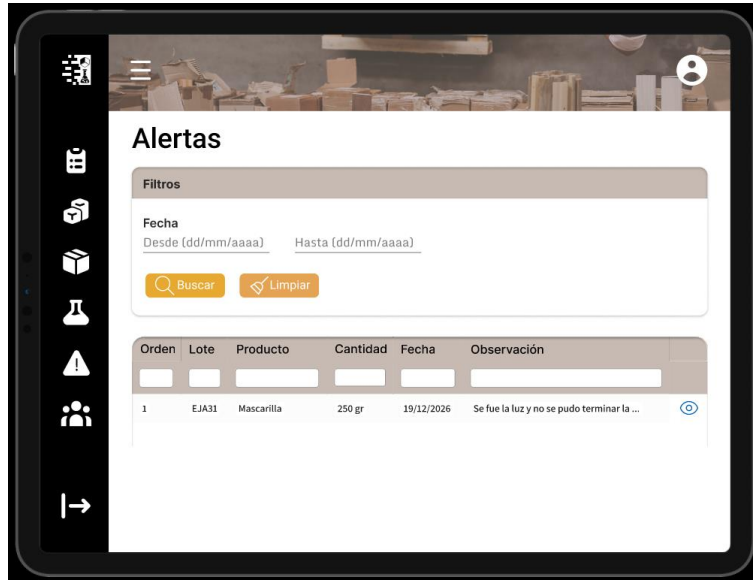 Alertas
Filtros
Fecha
Desde (dd/mm/aaaa) Hasta (dd/mm/aaaa)
Buscar Limpiar
Orden Lote Producto Cantidad Fecha Observación
1 EJA31 Mascarilla 250 gr 19/12/2026 Se fue la luz y no se pudo terminar la ...